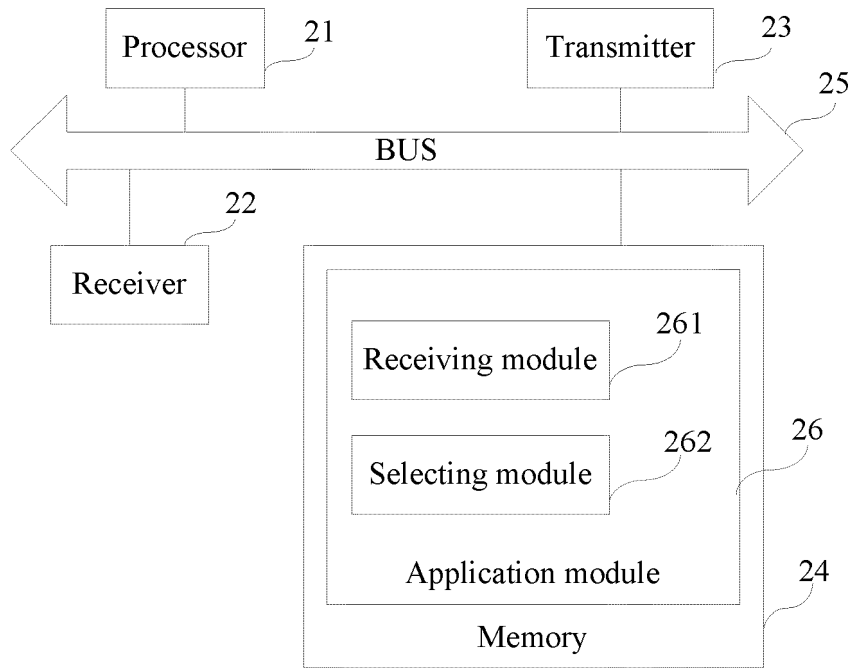 Processor
21
Transmitter
23
25
BUS
22
Receiver
261
Receiving module
262
Selecting module
26
Application module
24
Memory